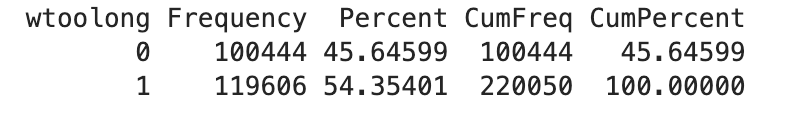 wtoolong Frequency Percent CumFreq CumPercent
0 100444 45.64599 100444 45.64599
1 119606 54.35401 220050 100.00000